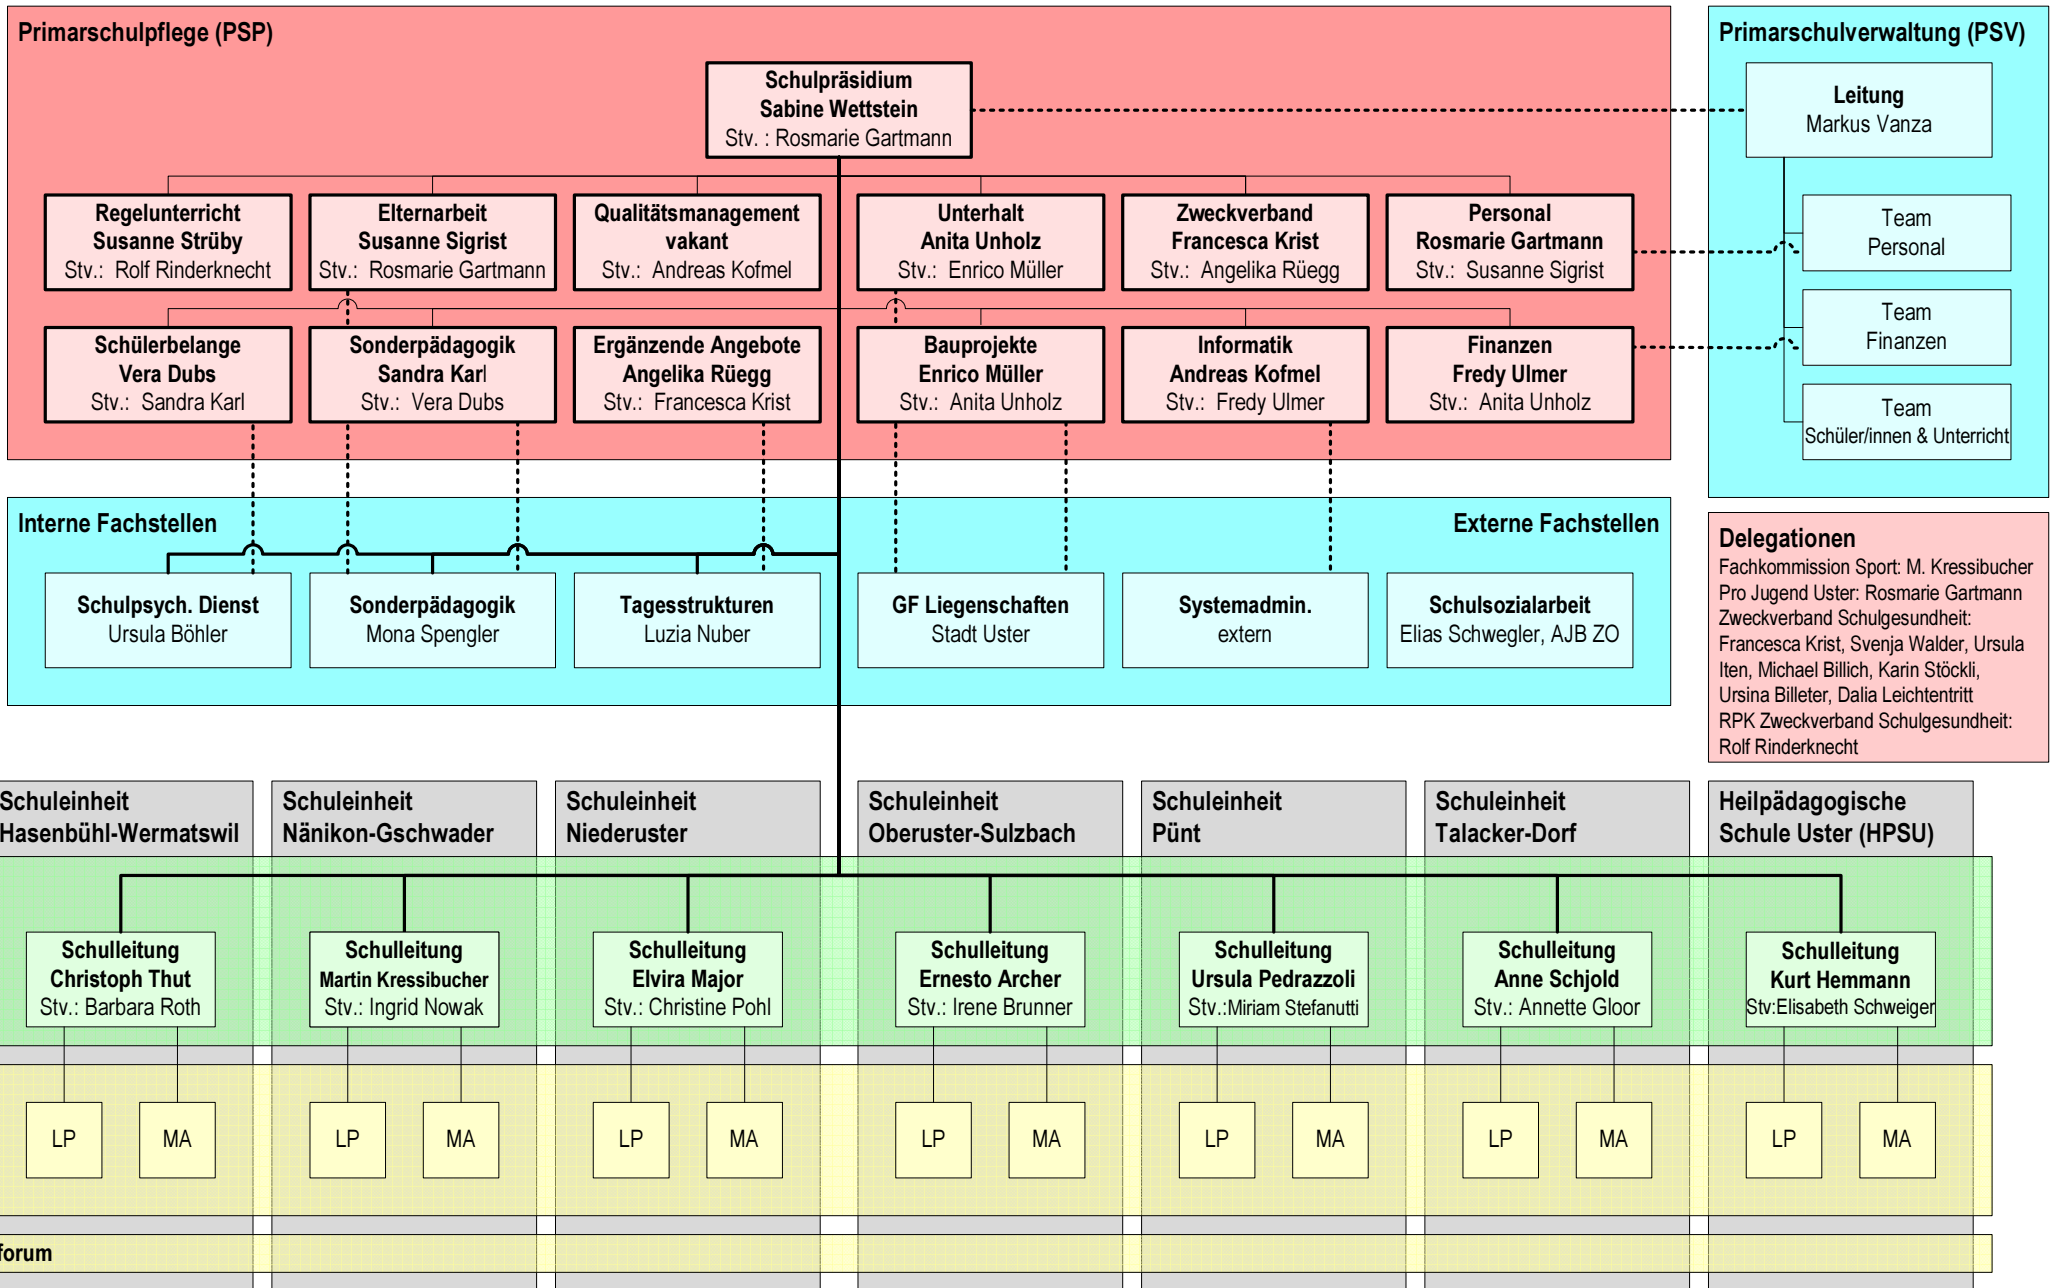 Primarschulpflege (PSP)
Schulpräsidium
Sabine Wettstein
Stv. : Rosmarie Gartmann
Regelunterricht
Susanne Strüby
Stv.: Rolf Rinderknecht
Elternarbeit
Susanne Sigrist
Stv.: Rosmarie Gartmann
Qualitätsmanagement
vakant
Stv.: Andreas Kofmel
Unterhalt
Anita Unholz
Stv.: Enrico Müller
Zweckverband
Francesca Krist
Stv.: Angelika Rüegg
Personal
Rosmarie Gartmann
Stv.: Susanne Sigrist
Schülerbelange
Vera Dubs
Stv.: Sandra Karl
Sonderpädagogik
Sandra Karl
Stv.: Vera Dubs
Ergänzende Angebote
Angelika Rüegg
Stv.: Francesca Krist
Bauprojekte
Enrico Müller
Stv.: Anita Unholz
Informatik
Andreas Kofmel
Stv.: Fredy Ulmer
Finanzen
Fredy Ulmer
Stv.: Anita Unholz
Primarschulverwaltung (PSV)
Leitung
Markus Vanza
Team
Personal
Team
Finanzen
Team
Schüler/innen & Unterricht
Interne Fachstellen
Externe Fachstellen
Schulpsych. Dienst
Ursula Böhler
Sonderpädagogik
Mona Spengler
Tagesstrukturen
Luzia Nuber
GF Liegenschaften
Stadt Uster
Systemadmin.
extern
Schulsozialarbeit
Elias Schwegler, AJB ZO
Delegationen
Fachkommission Sport: M. Kressibucher
Pro Jugend Uster: Rosmarie Gartmann
Zweckverband Schulgesundheit:
Francesca Krist, Svenja Walder, Ursula
Iten, Michael Billich, Karin Stöckli,
Ursina Billeter, Dalia Leichtentritt
RPK Zweckverband Schulgesundheit:
Rolf Rinderknecht
Schuleinheit
Hasenbühl-Wermatswil
Schuleinheit
Nänikon-Gschwader
Schuleinheit
Niederuster
Schuleinheit
Oberuster-Sulzbach
Schuleinheit
Pünt
Schuleinheit
Talacker-Dorf
Heilpädagogische
Schule Uster (HPSU)
Schulleitung
Christoph Thut
Stv.: Barbara Roth
Schulleitung
Martin Kressibucher
Stv.: Ingrid Nowak
Schulleitung
Elvira Major
Stv.: Christine Pohl
Schulleitung
Ernesto Archer
Stv.: Irene Brunner
Schulleitung
Ursula Pedrazzoli
Stv.:Miriam Stefanutti
Schulleitung
Anne Schjold
Stv.: Annette Gloor
Schulleitung
Kurt Hemmann
Stv:Elisabeth Schweiger
LP
MA
LP
MA
LP
MA
LP
MA
LP
MA
LP
MA
LP
MA
forum